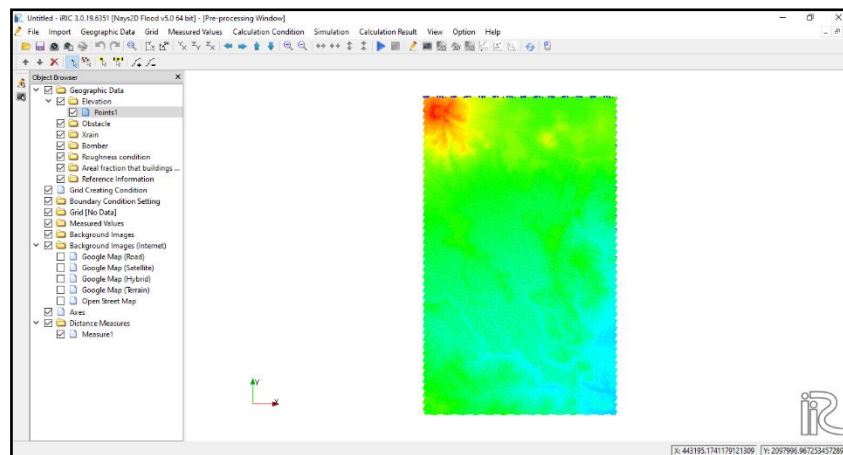 Untitled - iRIC 3.0.19.6351 [Nays2D Flood v5.0 64 bit] - [Pre-processing Window]
File Import Geographic Data Grid Measured Values Calculation Condition Simulation Calculation Result View Option Help
Object Browser
Geographic Data
Elevation
Points1
Obstacle
Xrain
Bomber
Roughness condition
Areal fraction that buildings ...
Reference Information
Grid Creating Condition
Boundary Condition Setting
Grid [No Data]
Measured Values
Background Images
Background Images (Internet)
Google Map (Road)
Google Map (Satellite)
Google Map (Hybrid)
Google Map (Terrain)
Open Street Map
Axes
Distance Measures
Measure1
Y
X
iRIC
X: 443195.1741179121309 Y: 2097996.967253457289